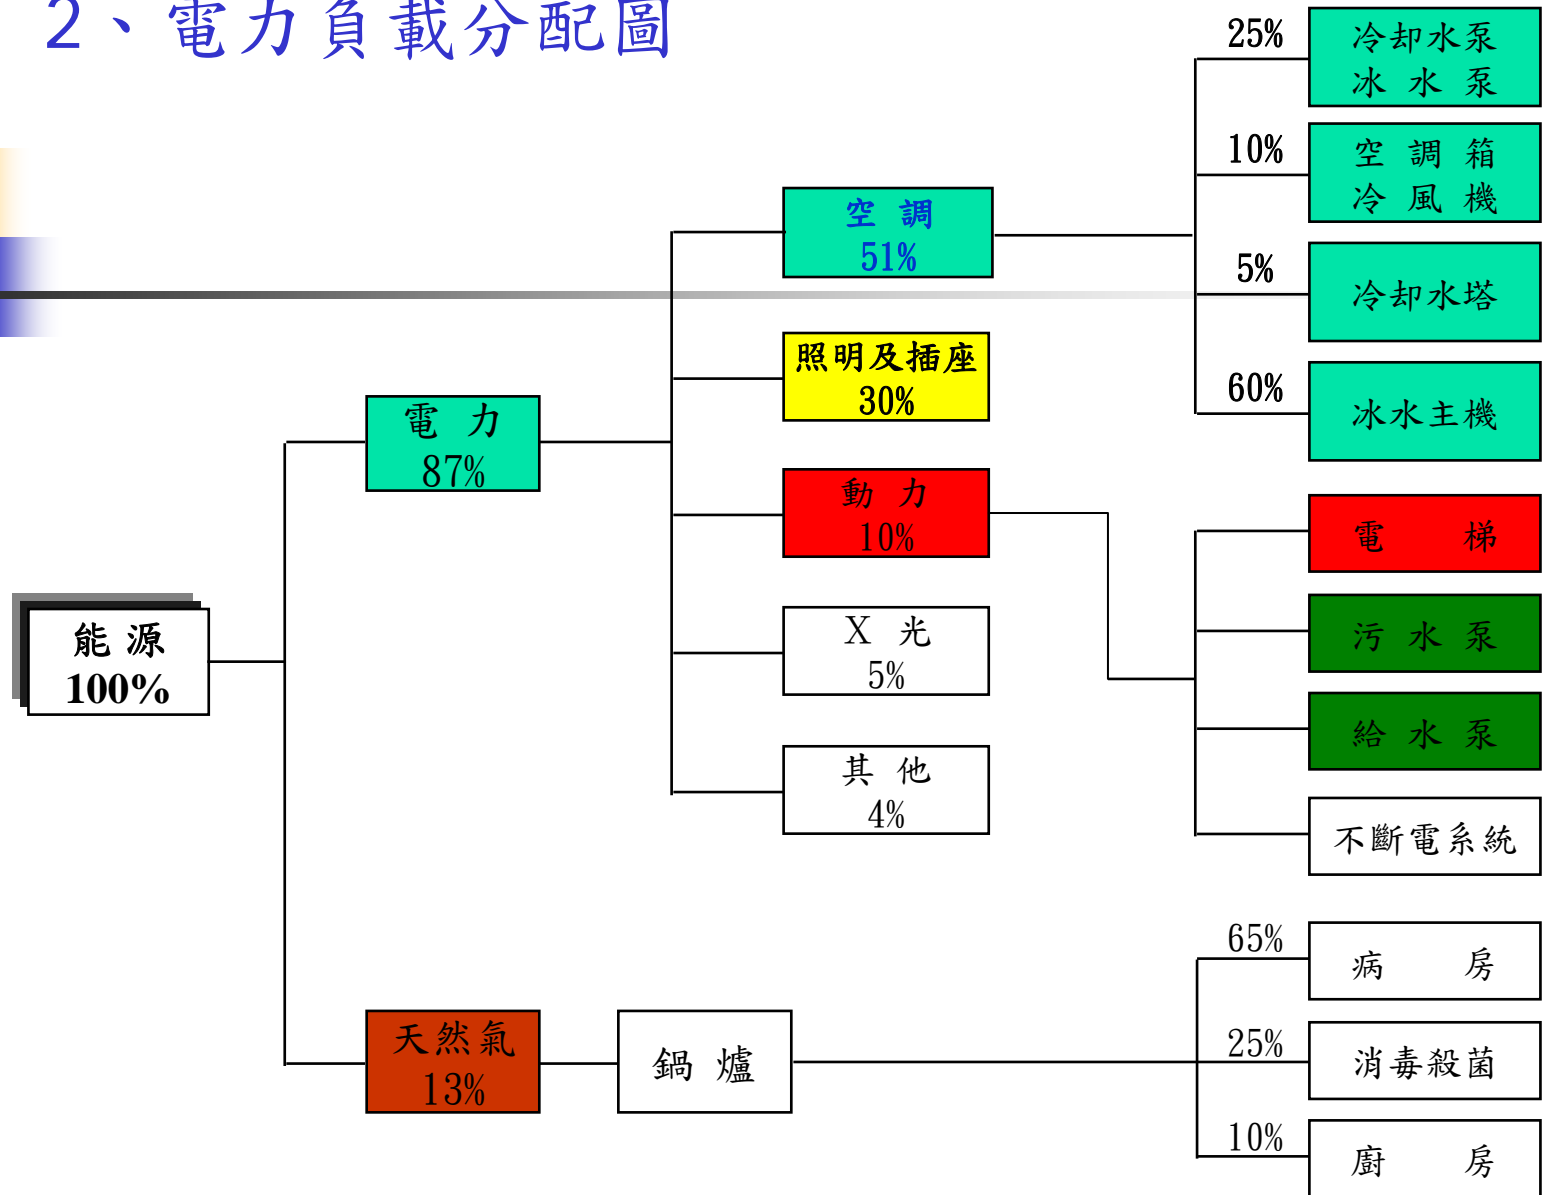 2、電力負載分配圖
能源
100%
電力
87%
天然氣
13%
鍋爐
空調
51%
照明及插座
30%
動力
10%
X光
5%
其他
4%
25%
冷却水泵
冰水泵
10%
空調箱
冷風機
5%
冷却水塔
60%
冰水主機
電梯
污水泵
給水泵
不斷電系統
65%
病房
25%
消毒殺菌
10%
廚房